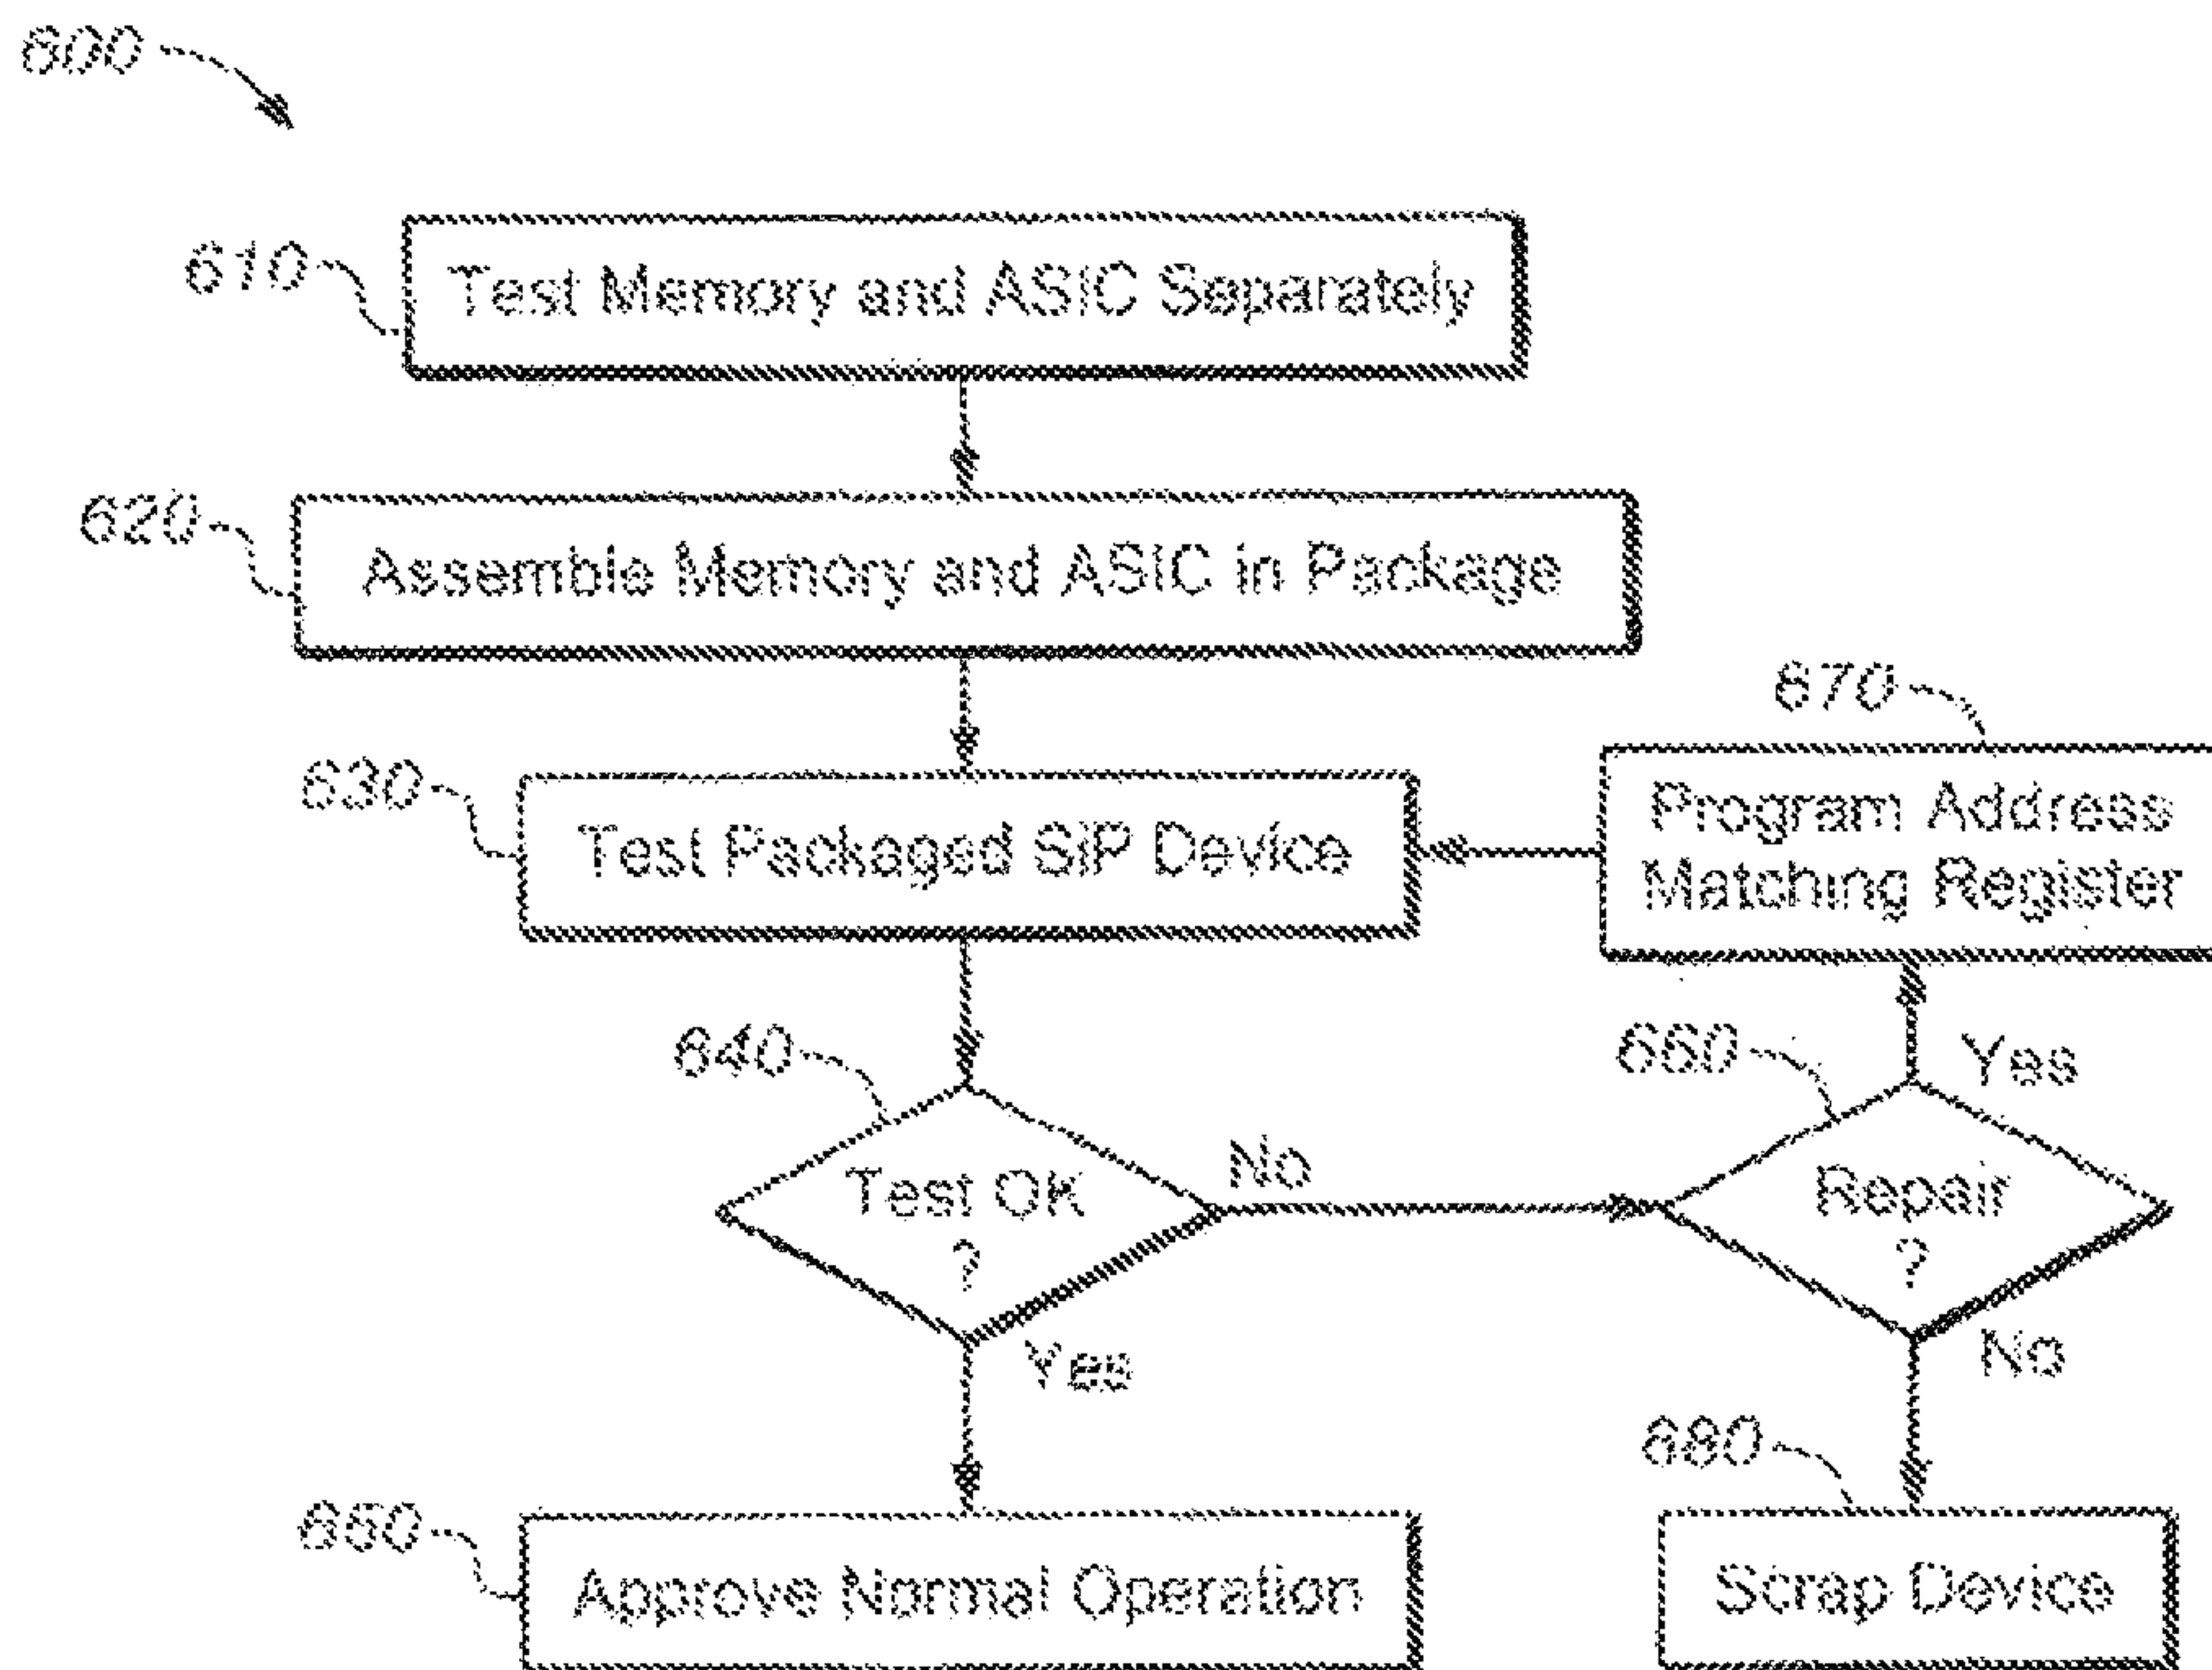 600
610
Test Memory and ASIC Separately
620
Assemble Memory and ASIC in Package
630
Test Packaged SiP Device
670
Program Address
Matching Register
640
Test OK
?
No
Yes
660
Repair
?
Yes
No
650
Approve Normal Operation
680
Scrap Device